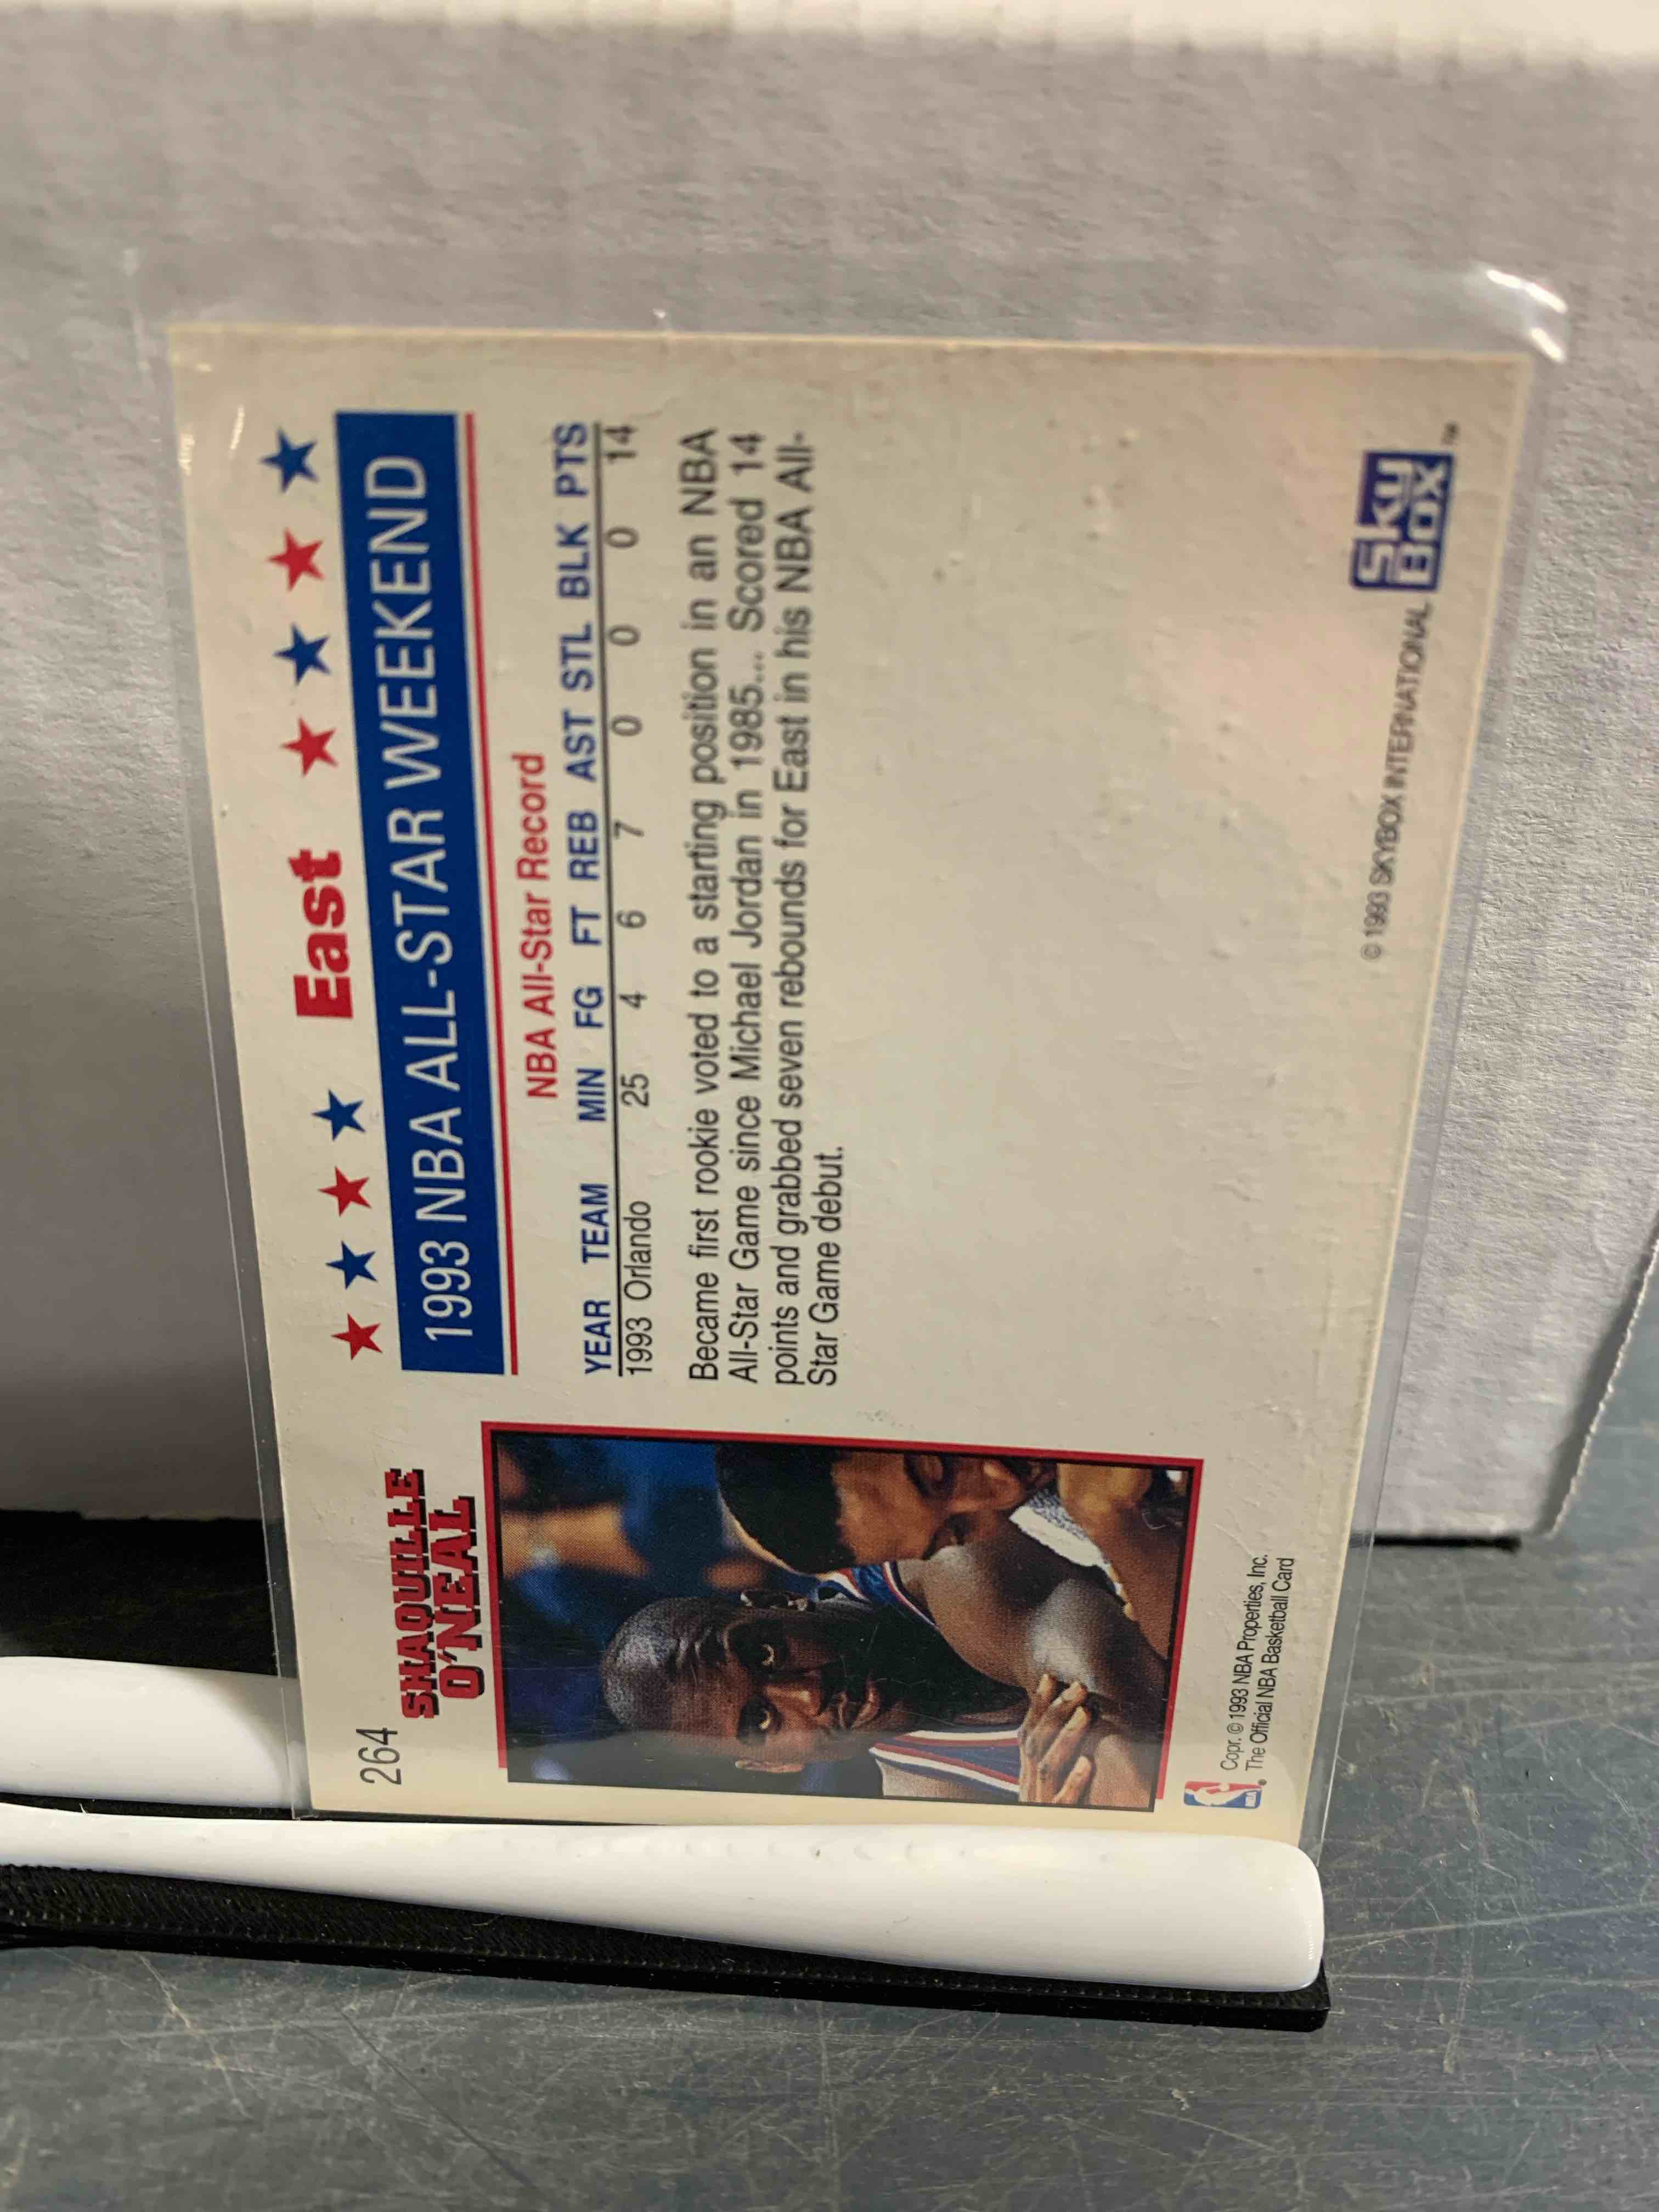 264
SHAQUILLE
O'NEAL
East
1993 NBA ALL-STAR WEEKEND
NBA All-Star Record
YEAR TEAM MIN FG FT REB AST STL BLK PTS
1993 Orlando 25 4 6 7 0 0 0 14
Became first rookie voted to a starting position in an NBA
All-Star Game since Michael Jordan in 1985... Scored 14
points and grabbed seven rebounds for East in his NBA All-
Star Game debut.
Copr. © 1993 NBA Properties, Inc.
The Official NBA Basketball Card
© 1993 SKYBOX INTERNATIONAL
SKY
BOX™